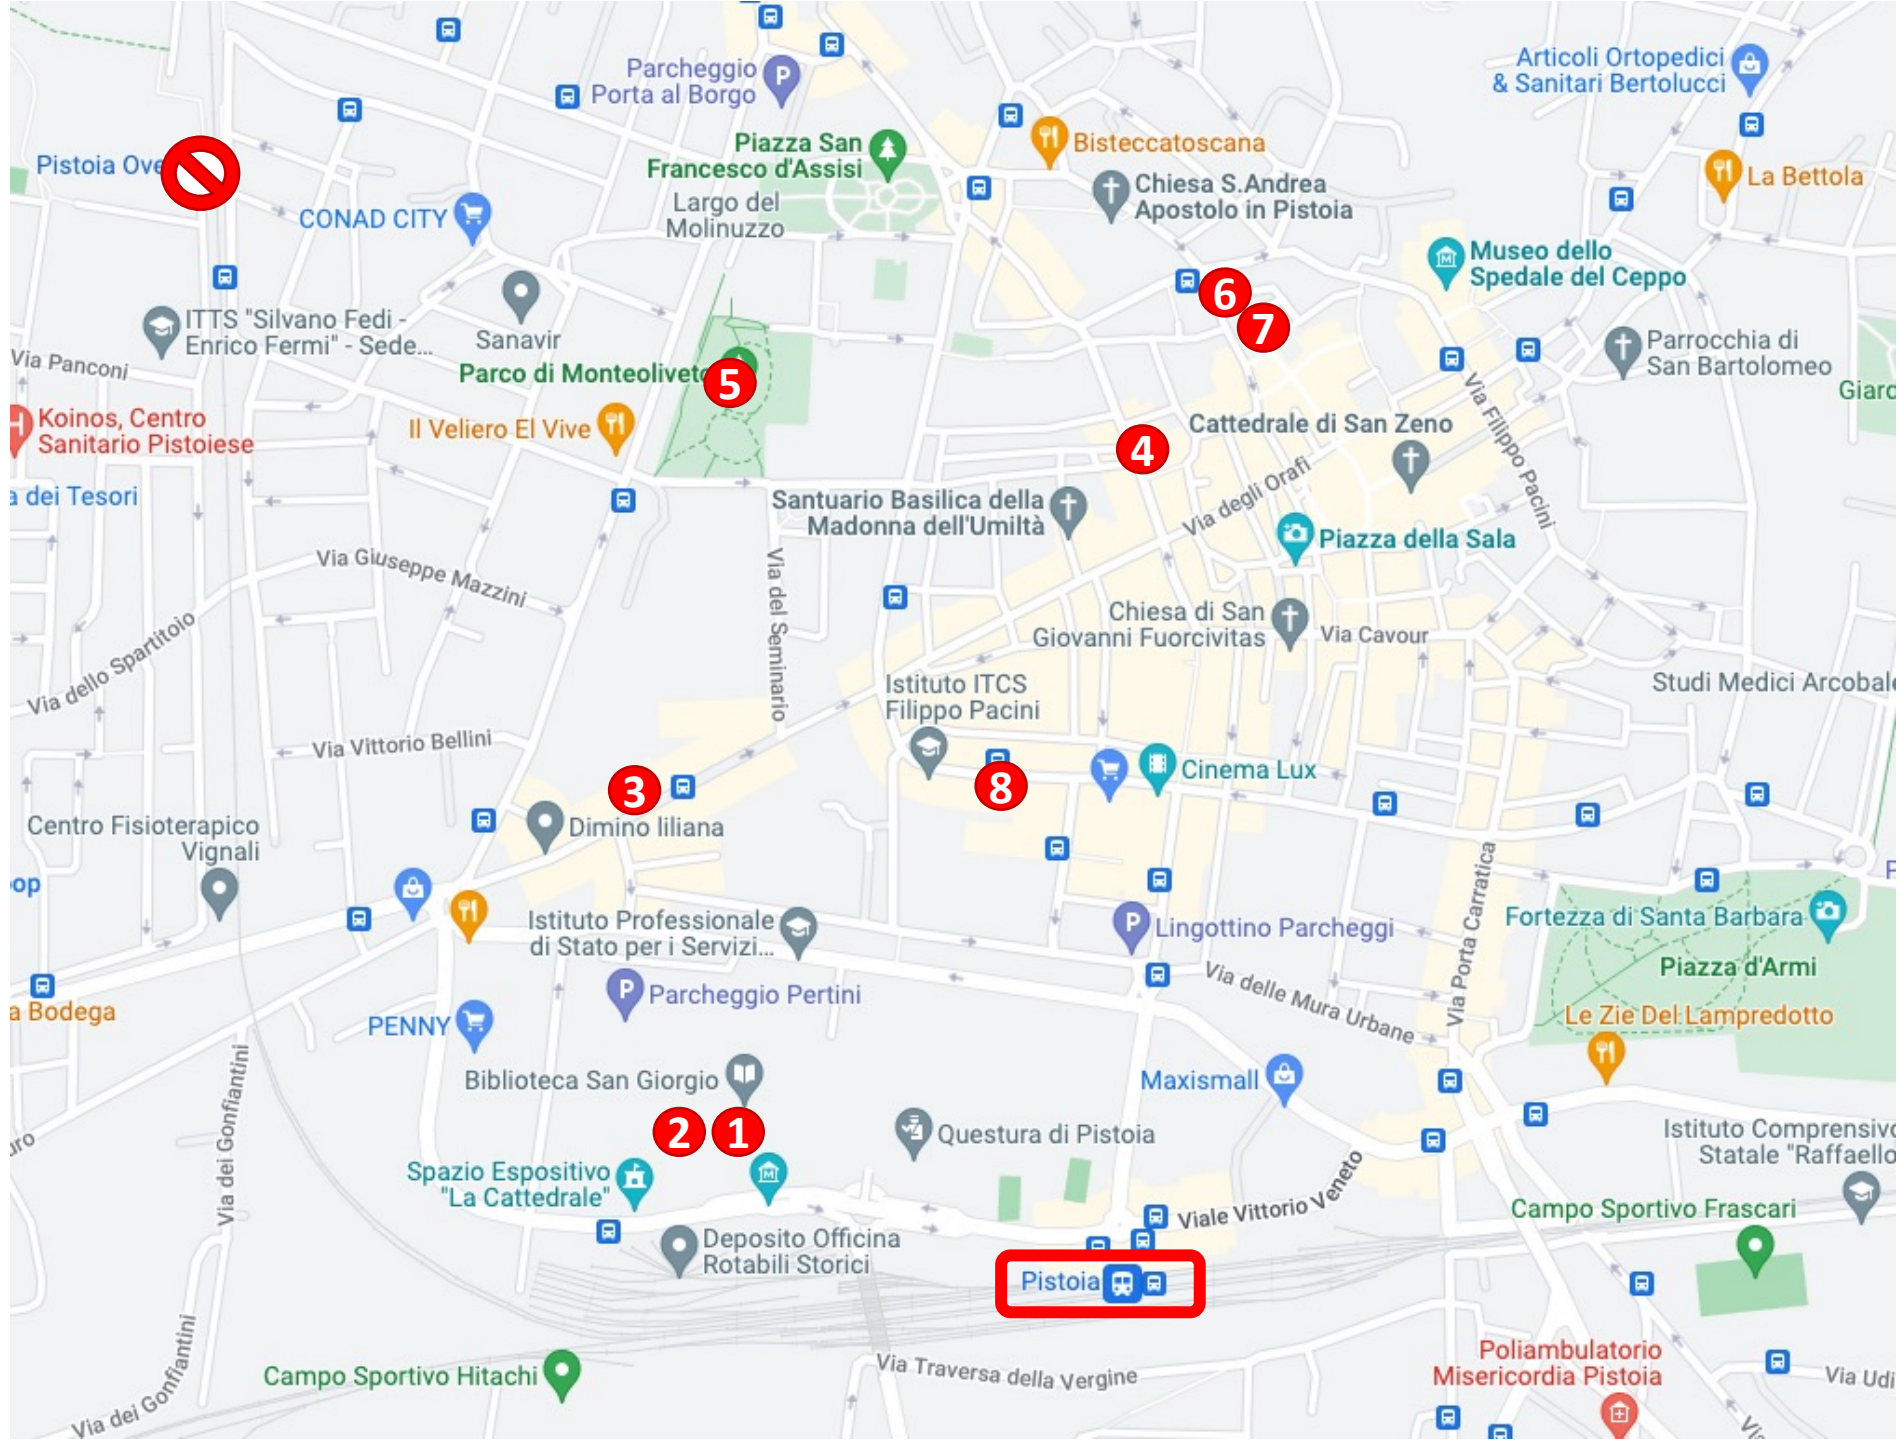 Parcheggio
Porta al Borgo
Articoli Ortopedici
& Sanitari Bertolucci
Piazza San
Francesco d'Assisi
Bisteccatoscana
Pistoia Ove
Chiesa S.Andrea
Apostolo in Pistoia
La Bettola
CONAD CITY
Largo del
Molinuzzo
Museo dello
Spedale del Ceppo
6
7
ITTS "Silvano Fedi -
Enrico Fermi" - Sede...
Sanavir
Parrocchia di
San Bartolomeo
Via Panconi
Parco di Monteoliveto
5
Giard
Via Filippo Pacini
Koinos, Centro
Sanitario Pistoiese
Il Veliero El Vive
Cattedrale di San Zeno
4
a dei Tesori
Santuario Basilica della
Madonna dell'Umiltà
Via degli Orafi
Piazza della Sala
Via Giuseppe Mazzini
Via del Seminario
Chiesa di San
Giovanni Fuorcivitas
Via Cavour
Via dello Spartitoio
Istituto ITCS
Filippo Pacini
Studi Medici Arcobale
Via Vittorio Bellini
3
8
Cinema Lux
Dimino liliana
Centro Fisioterapico
Vignali
oop
P
Via Porta Carratica
Istituto Professionale
di Stato per i Servizi...
P
Lingottino Parcheggi
Fortezza di Santa Barbara
Piazza d'Armi
P
Parcheggio Pertini
Via delle Mura Urbane
a Bodega
PENNY
Le Zie Del Lampredotto
Biblioteca San Giorgio
Maxismall
2
1
Questura di Pistoia
Istituto Comprensivo
Statale "Raffaello
uro
Via dei Gonfiantini
Spazio Espositivo
"La Cattedrale"
Viale Vittorio Veneto
Campo Sportivo Frascari
Deposito Officina
Rotabili Storici
Pistoia
Via dei Gonfiantini
Campo Sportivo Hitachi
Via Traversa della Vergine
Poliambulatorio
Misericordia Pistoia
Via Udi
Vi